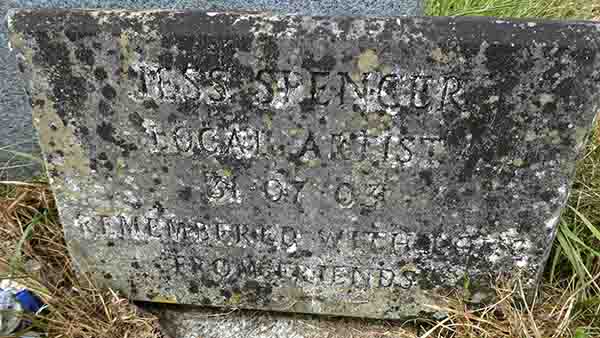 JESS SPENCER
LOCAL ARTIST
31 07 03
REMEMBERED WITH
FROM FRIENDS